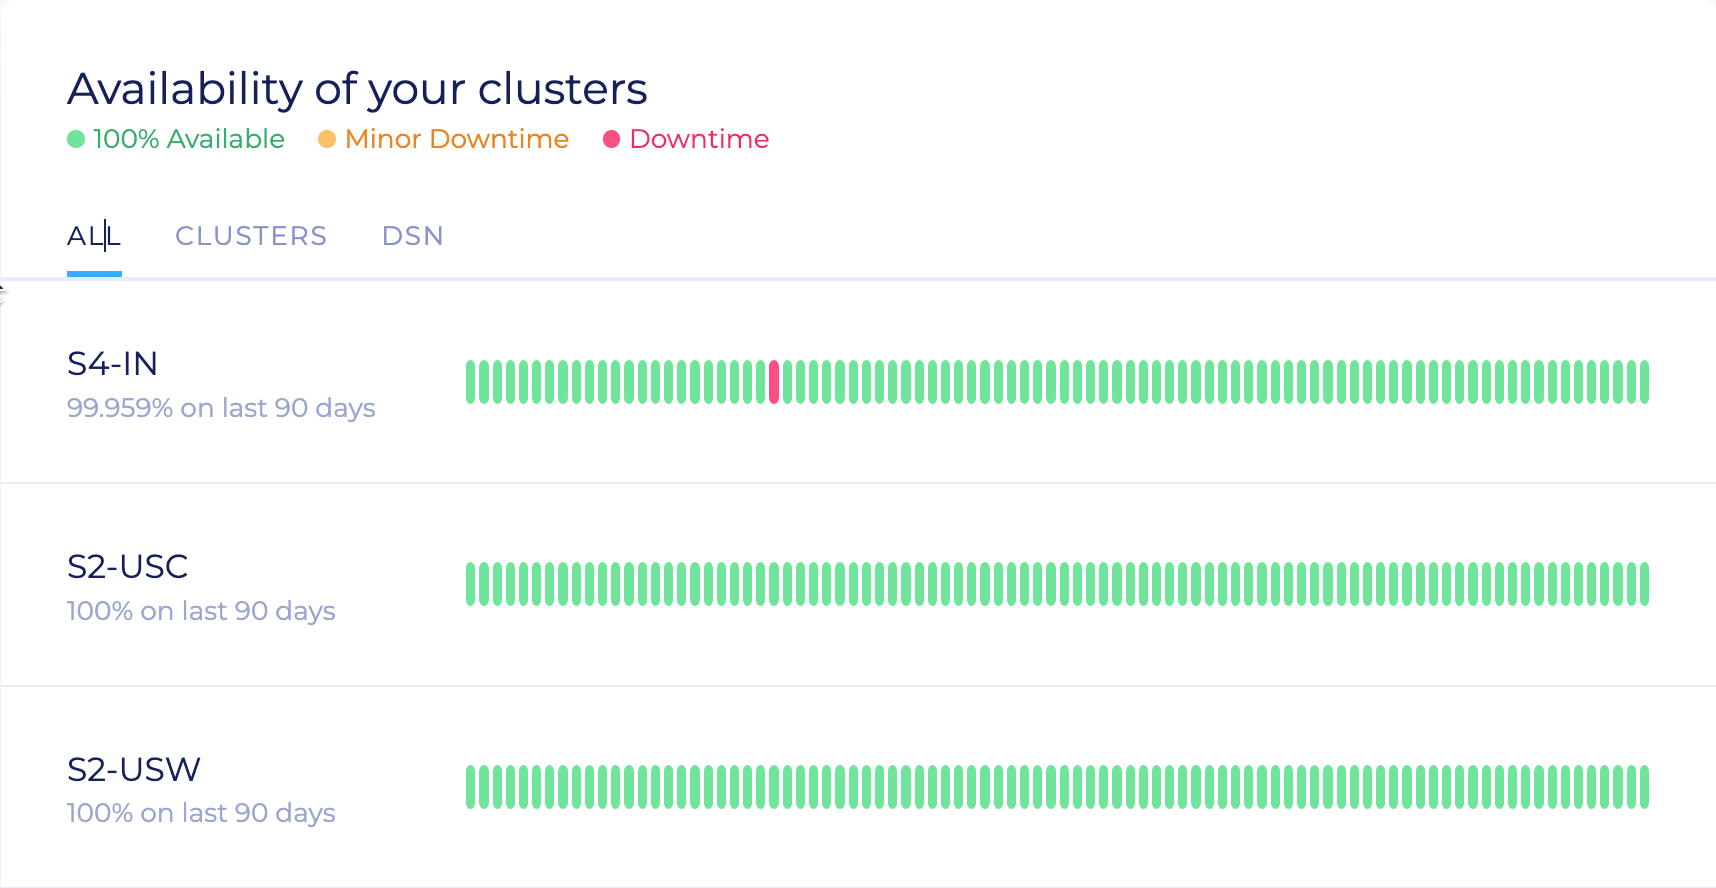 Availability of your clusters
100% Available Minor Downtime Downtime
ALL CLUSTERS DSN
S4-IN
99.959% on last 90 days
S2-USC
100% on last 90 days
S2-USW
100% on last 90 days